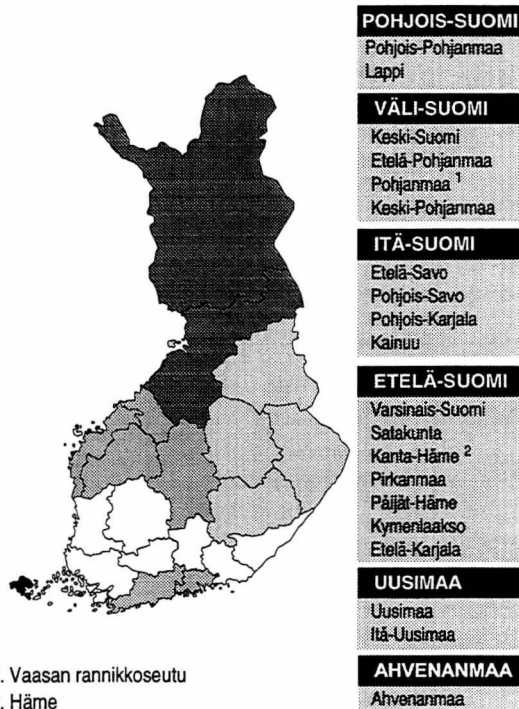 POHJOIS-SUOMI
Pohjois-Pohjanmaa
Lappi
VÄLI-SUOMI
Keski-Suomi
Etelä-Pohjanmaa
Pohjanmaa ¹
Keski-Pohjanmaa
ITÄ-SUOMI
Etelä-Savo
Pohjois-Savo
Pohjois-Karjala
Kainuu
ETELÄ-SUOMI
Varsinais-Suomi
Satakunta
Kanta-Häme ²
Pirkanmaa
Päijät-Häme
Kymenlaakso
Etelä-Karjala
UUSIMAA
Uusimaa
Itä-Uusimaa
AHVENANMAA
Ahvenanmaa
. Vaasan rannikkoseutu
. Häme